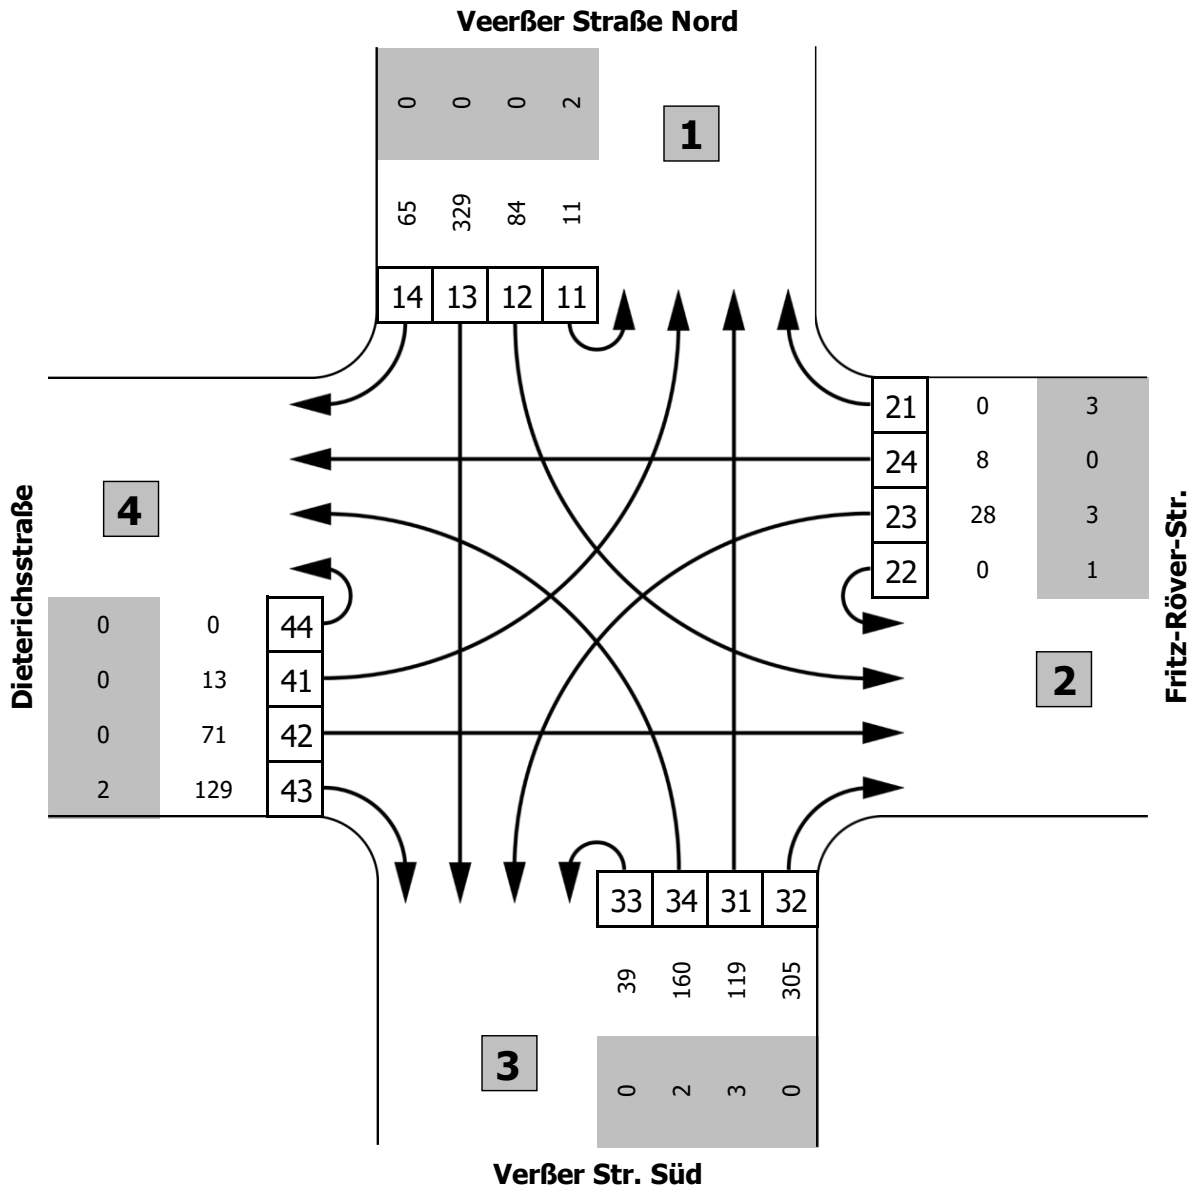 Veerßer Straße Nord
0 0 0 2
1
65 329 84 11
14 13 12 11
21 0 3
24 8 0
23 28 3
22 0 1
4
Dieterichsstraße
Fritz-Röver-Str.
0 0 44
0 13 41
2
0 71 42
2 129 43
33 34 31 32
39 160 119 305
3
0 2 3 0
Verßer Str. Süd